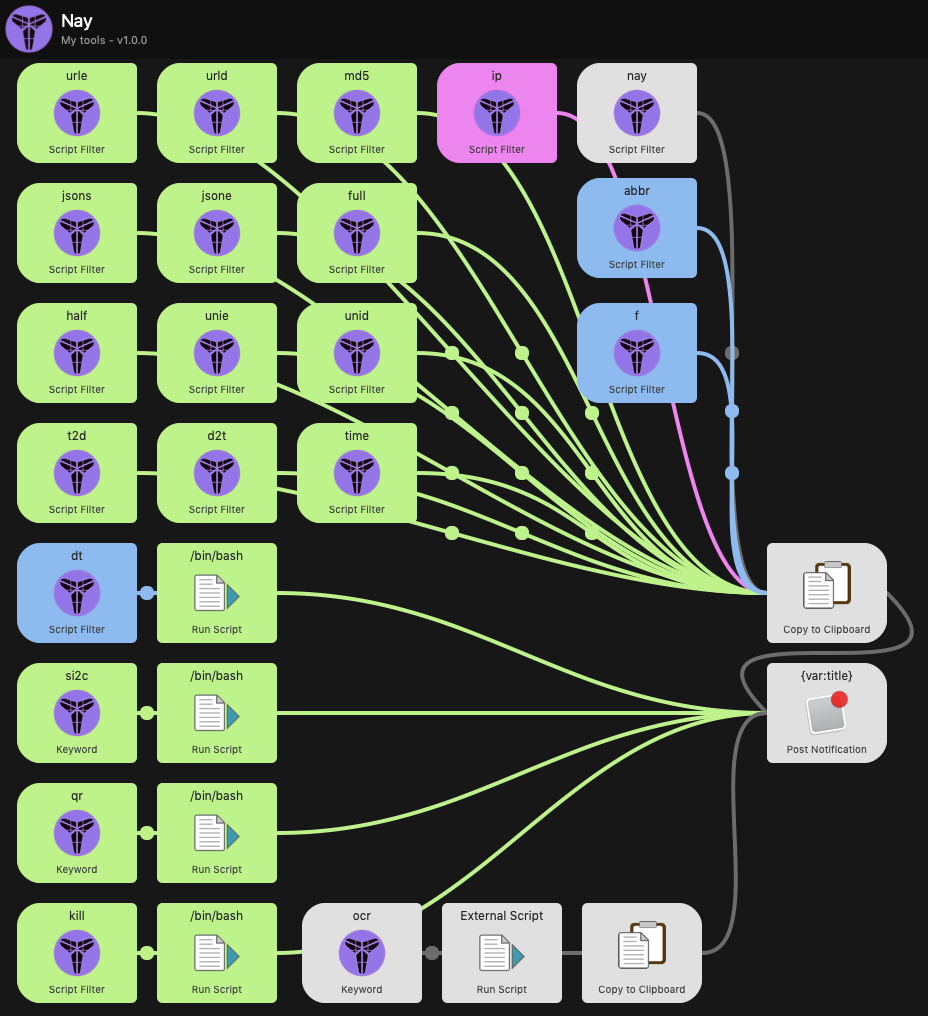 Nay
My tools - v1.0.0
urle
urld
md5
ip
nay
Script Filter
Script Filter
Script Filter
Script Filter
Script Filter
jsons
jsone
full
abbr
Script Filter
Script Filter
Script Filter
Script Filter
half
unie
unid
f
Script Filter
Script Filter
Script Filter
Script Filter
t2d
d2t
time
Script Filter
Script Filter
Script Filter
dt
/bin/bash
Script Filter
Run Script
Copy to Clipboard
si2c
/bin/bash
{var:title}
Keyword
Run Script
Post Notification
qr
/bin/bash
Keyword
Run Script
kill
/bin/bash
ocr
External Script
Script Filter
Run Script
Keyword
Run Script
Copy to Clipboard